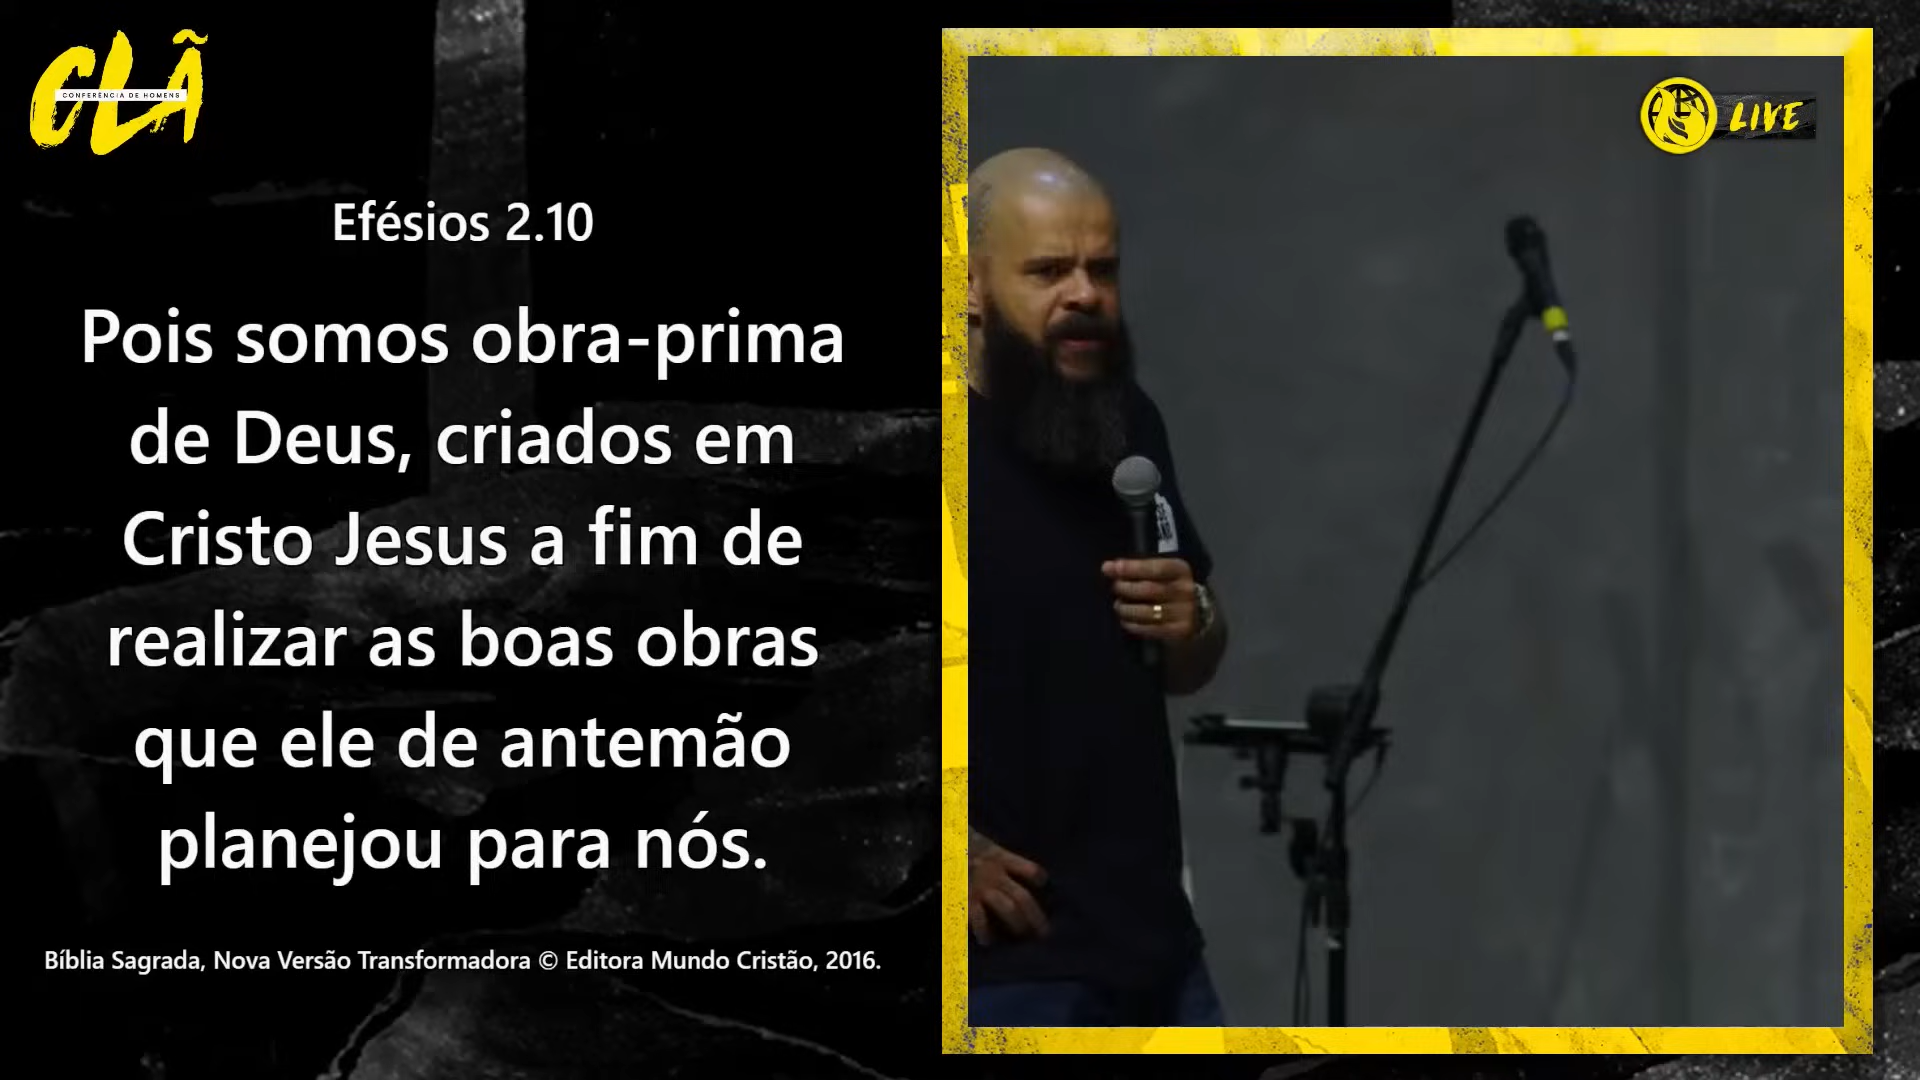 CLÃ
CONFERÊNCIA DE HOMENS
LIVE
Efésios 2.10
Pois somos obra-prima
de Deus, criados em
Cristo Jesus a fim de
realizar as boas obras
que ele de antemão
planejou para nós.
Bíblia Sagrada, Nova Versão Transformadora © Editora Mundo Cristão, 2016.